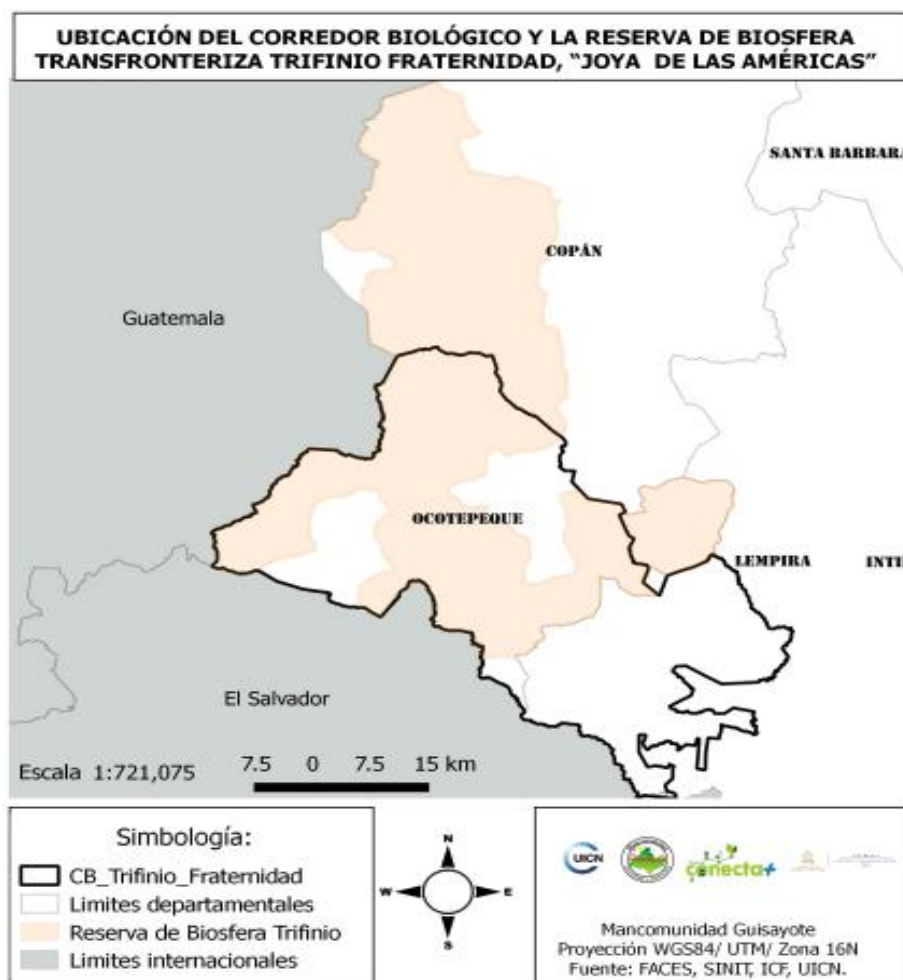 UBICACIÓN DEL CORREDOR BIOLÓGICO Y LA RESERVA DE BIOSFERA
TRANSFRONTERIZA TRIFINIO FRATERNIDAD, “JOYA DE LAS AMÉRICAS”
SANTA BARBARA
COPÁN
Guatemala
OCOTEPEQUE
LEMPIRA
INTI
El Salvador
Escala 1:721,075
7.5 0 7.5 15 km
Simbología:
CB_Trifinio_Fraternidad
Limites departamentales
Reserva de Biosfera Trifinio
Limites internacionales
N
W E
S
UICN
conecta+
Mancomunidad Guisayote
Proyección WGS84/ UTM/ Zona 16N
Fuente: FACES, SINIT, ICF, UICN.